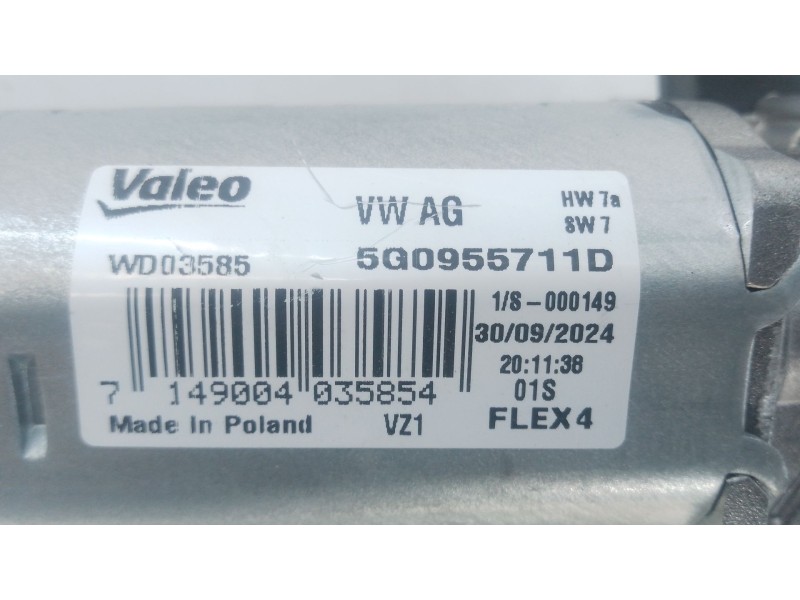 Valeo
VW AG
HW 7a
SW 7
WD03585
5G0955711D
1/S-000149
30/09/2024
20:11:38
01S
7 149004 035854
Made in Poland
VZ1
FLEX4